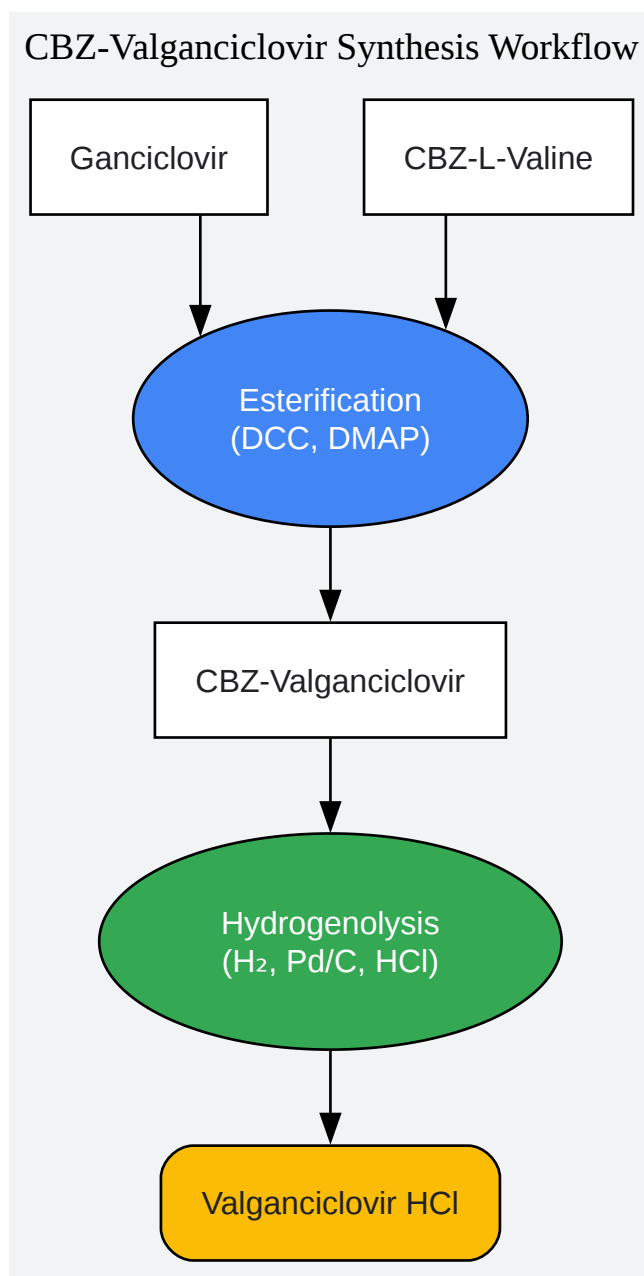 CBZ-Valganciclovir Synthesis Workflow
Ganciclovir
CBZ-L-Valine
Esterification
(DCC, DMAP)
CBZ-Valganciclovir
Hydrogenolysis
(H₂, Pd/C, HCl)
Valganciclovir HCl